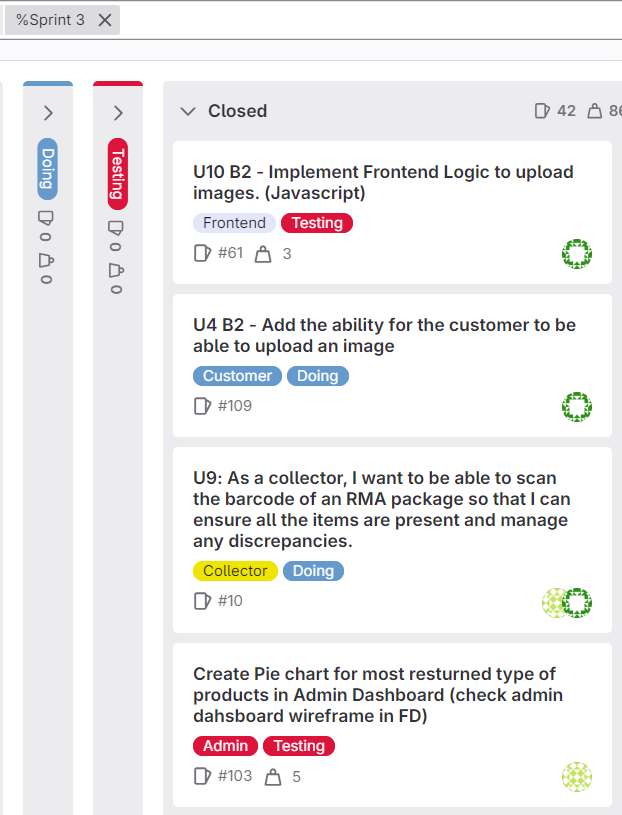 %Sprint 3
Doing
0
0
Testing
0
0
Closed
42
U10 B2 - Implement Frontend Logic to upload
images. (Javascript)
Frontend Testing
#61 3
U4 B2 - Add the ability for the customer to be
able to upload an image
Customer Doing
#109
U9: As a collector, I want to be able to scan
the barcode of an RMA package so that I can
ensure all the items are present and manage
any discrepancies.
Collector Doing
#10
Create Pie chart for most resturned type of
products in Admin Dashboard (check admin
dahsboard wireframe in FD)
Admin Testing
#103 5